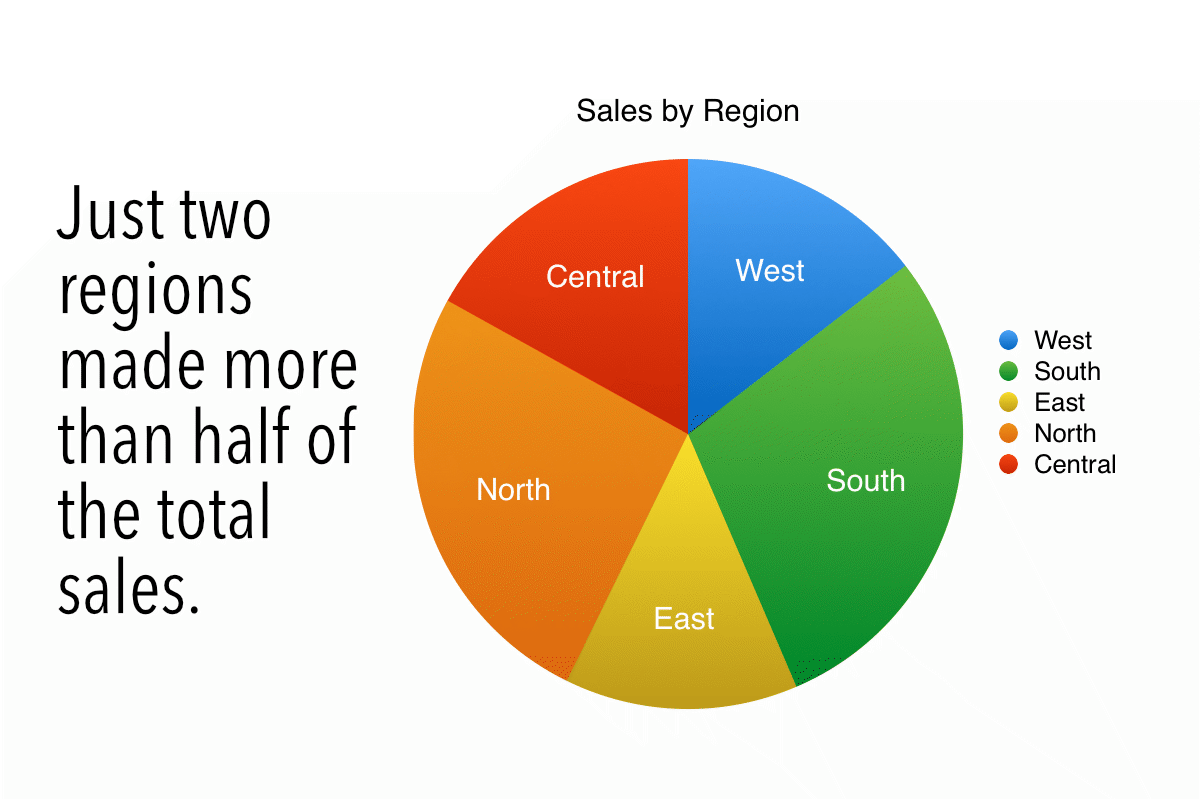 Sales by Region
Just two
regions
made more
than half of
the total
sales.
Central
West
North
South
East
West
South
East
North
Central